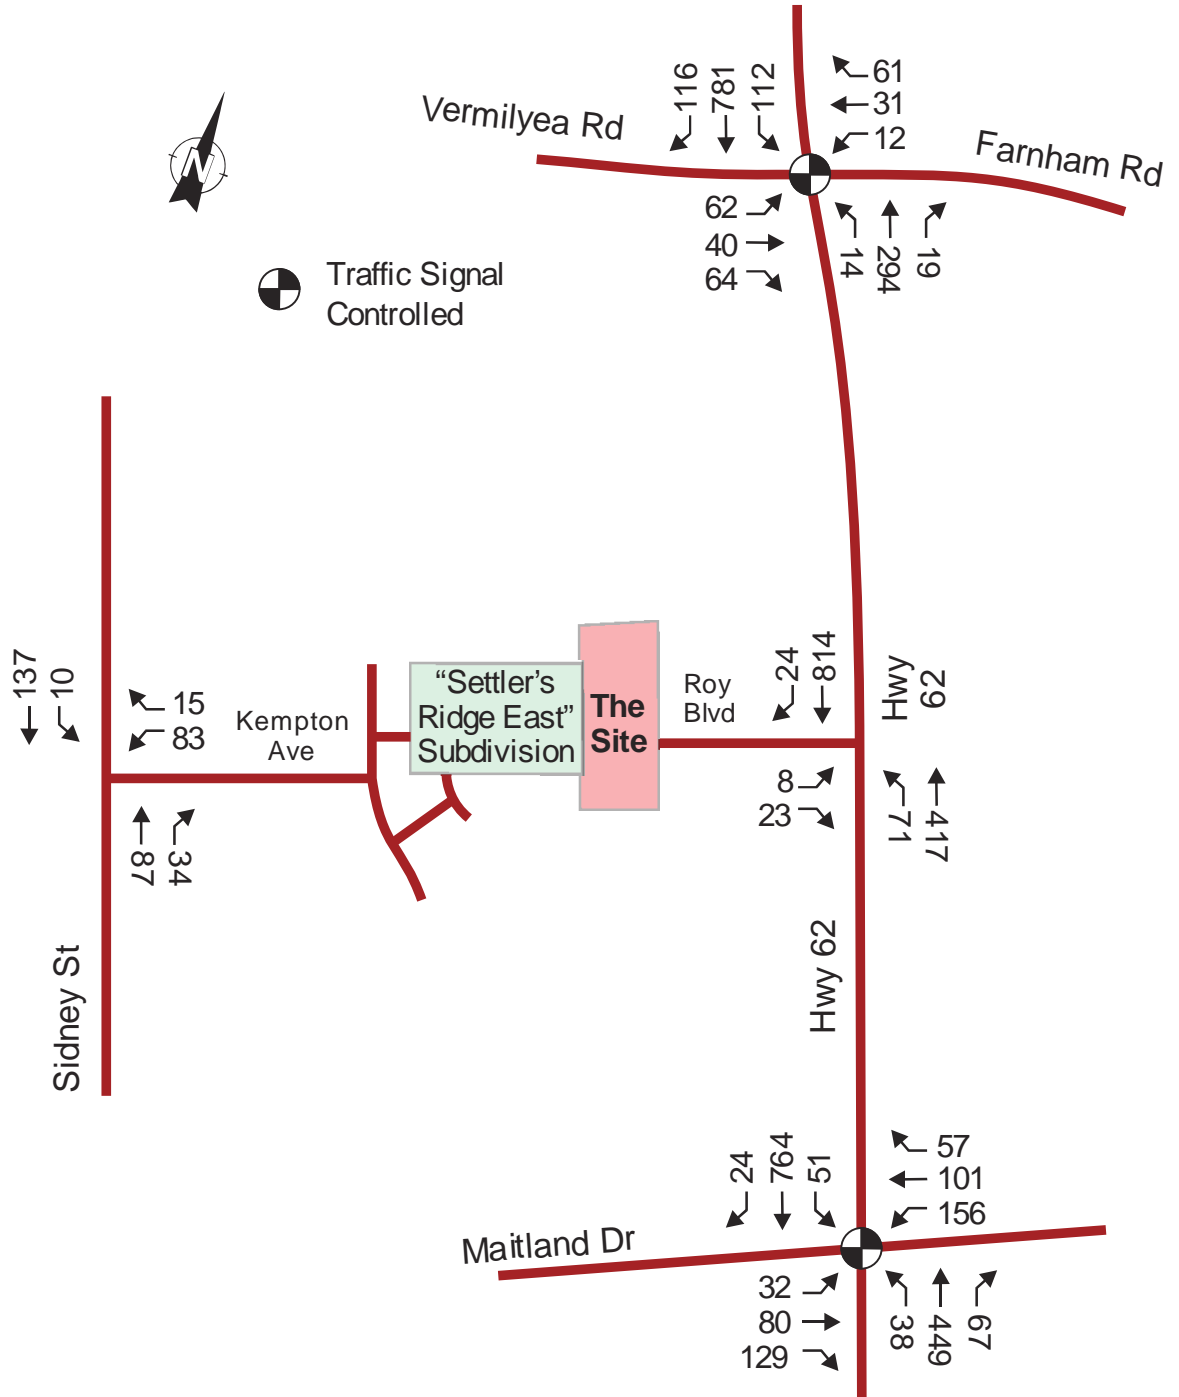 116
781
112
61
31
12
Vermilyea Rd
Farnham Rd
N
62
40
64
14
294
19
Traffic Signal
Controlled
137
10
15
83
Kempton
Ave
"Settler's
Ridge East"
Subdivision
The
Site
Roy
Blvd
24
814
Hwy
62
8
23
71
417
87
34
Sidney St
Hwy 62
24
764
51
57
101
156
Maitland Dr
32
80
129
38
449
67